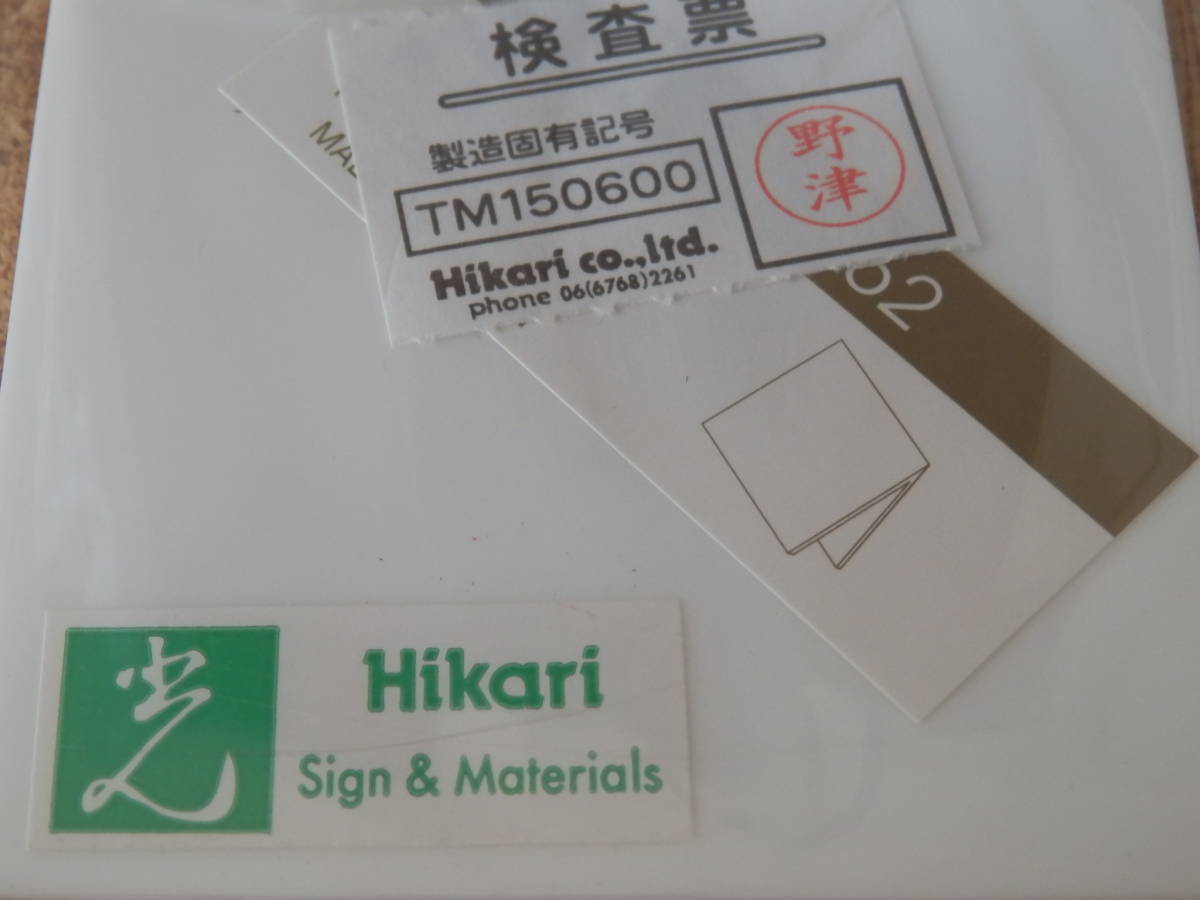 検査票
製造固有記号
TM150600
Hikari co.,ltd.
phone 06(6768)2261
野津
62
光
Hikari
Sign & Materials